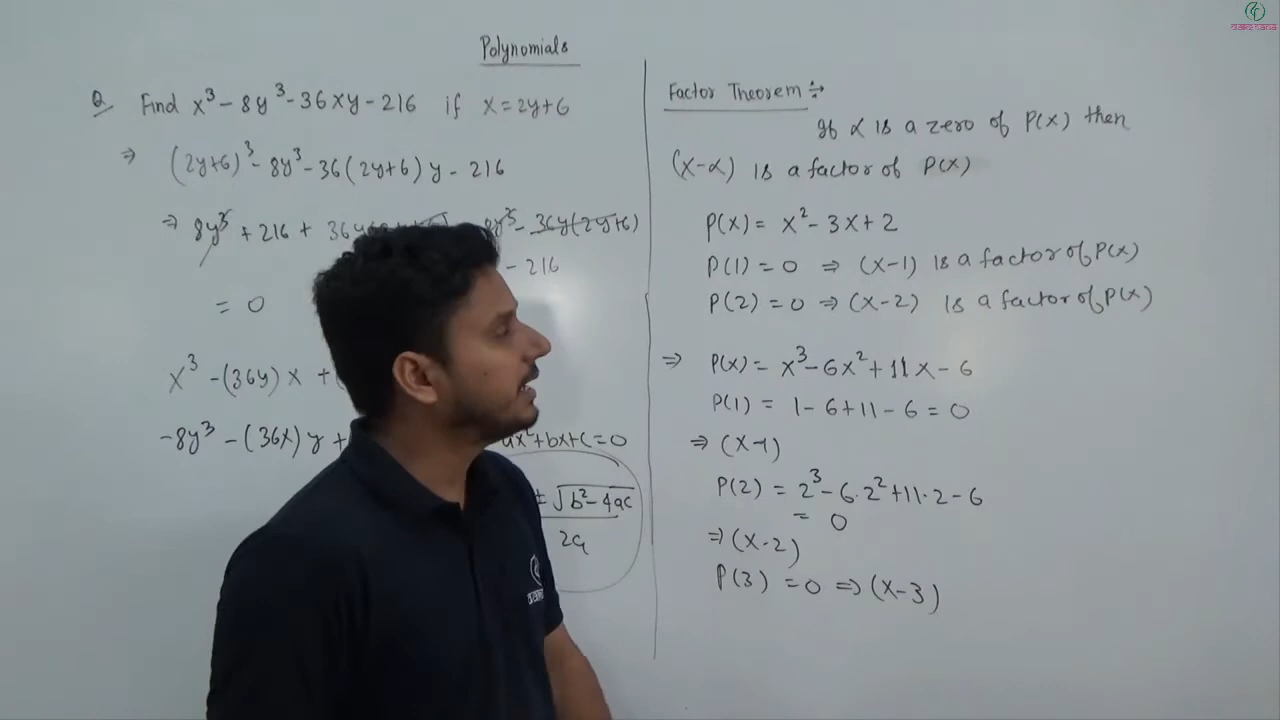 Polynomials
Q Find x³ - 8y³ - 36xy - 216 if x = 2y+6
⇒ (2y+6)³ - 8y³ - 36(2y+6)y - 216
⇒ 8y³ + 216 + 36y 8y³ - 36y(2y+6)
- 216
= 0
x³ - (36y)x +
-8y³ - (36x)y +
ax²+bx+c=0
± √b²-4ac
2a
Factor Theorem ÷
If α is a zero of P(x) then
(x-α) is a factor of P(x)
P(x) = x² - 3x + 2
P(1) = 0 ⇒ (x-1) is a factor of P(x)
P(2) = 0 ⇒ (x-2) is a factor of P(x)
⇒ P(x) = x³ - 6x² + 11x - 6
P(1) = 1 - 6 + 11 - 6 = 0
⇒ (x-1)
P(2) = 2³ - 6·2² + 11·2 - 6
= 0
⇒ (x-2)
P(3) = 0 ⇒ (x-3)